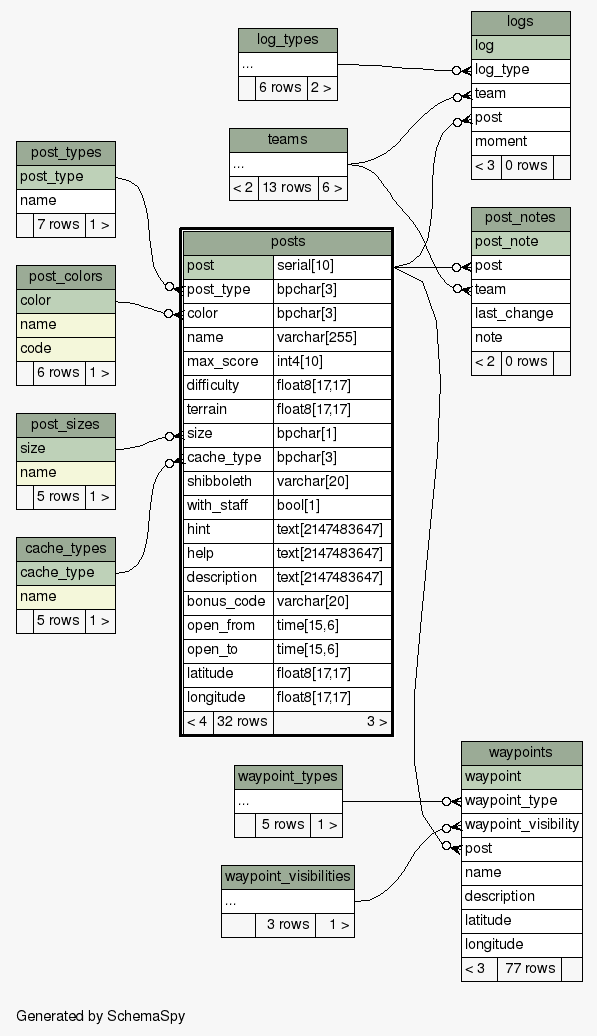 log_types
...
6 rows 2 >
logs
log
log_type
team
post
moment
< 3 0 rows
teams
...
< 2 13 rows 6 >
post_types
post_type
name
7 rows 1 >
post_notes
post_note
post
team
last_change
note
< 2 0 rows
post_colors
color
name
code
6 rows 1 >
post_sizes
size
name
5 rows 1 >
cache_types
cache_type
name
5 rows 1 >
posts
post serial[10]
post_type bpchar[3]
color bpchar[3]
name varchar[255]
max_score int4[10]
difficulty float8[17,17]
terrain float8[17,17]
size bpchar[1]
cache_type bpchar[3]
shibboleth varchar[20]
with_staff bool[1]
hint text[2147483647]
help text[2147483647]
description text[2147483647]
bonus_code varchar[20]
open_from time[15,6]
open_to time[15,6]
latitude float8[17,17]
longitude float8[17,17]
< 4 32 rows 3 >
waypoint_types
...
5 rows 1 >
waypoint_visibilities
...
3 rows 1 >
waypoints
waypoint
waypoint_type
waypoint_visibility
post
name
description
latitude
longitude
< 3 77 rows
Generated by SchemaSpy